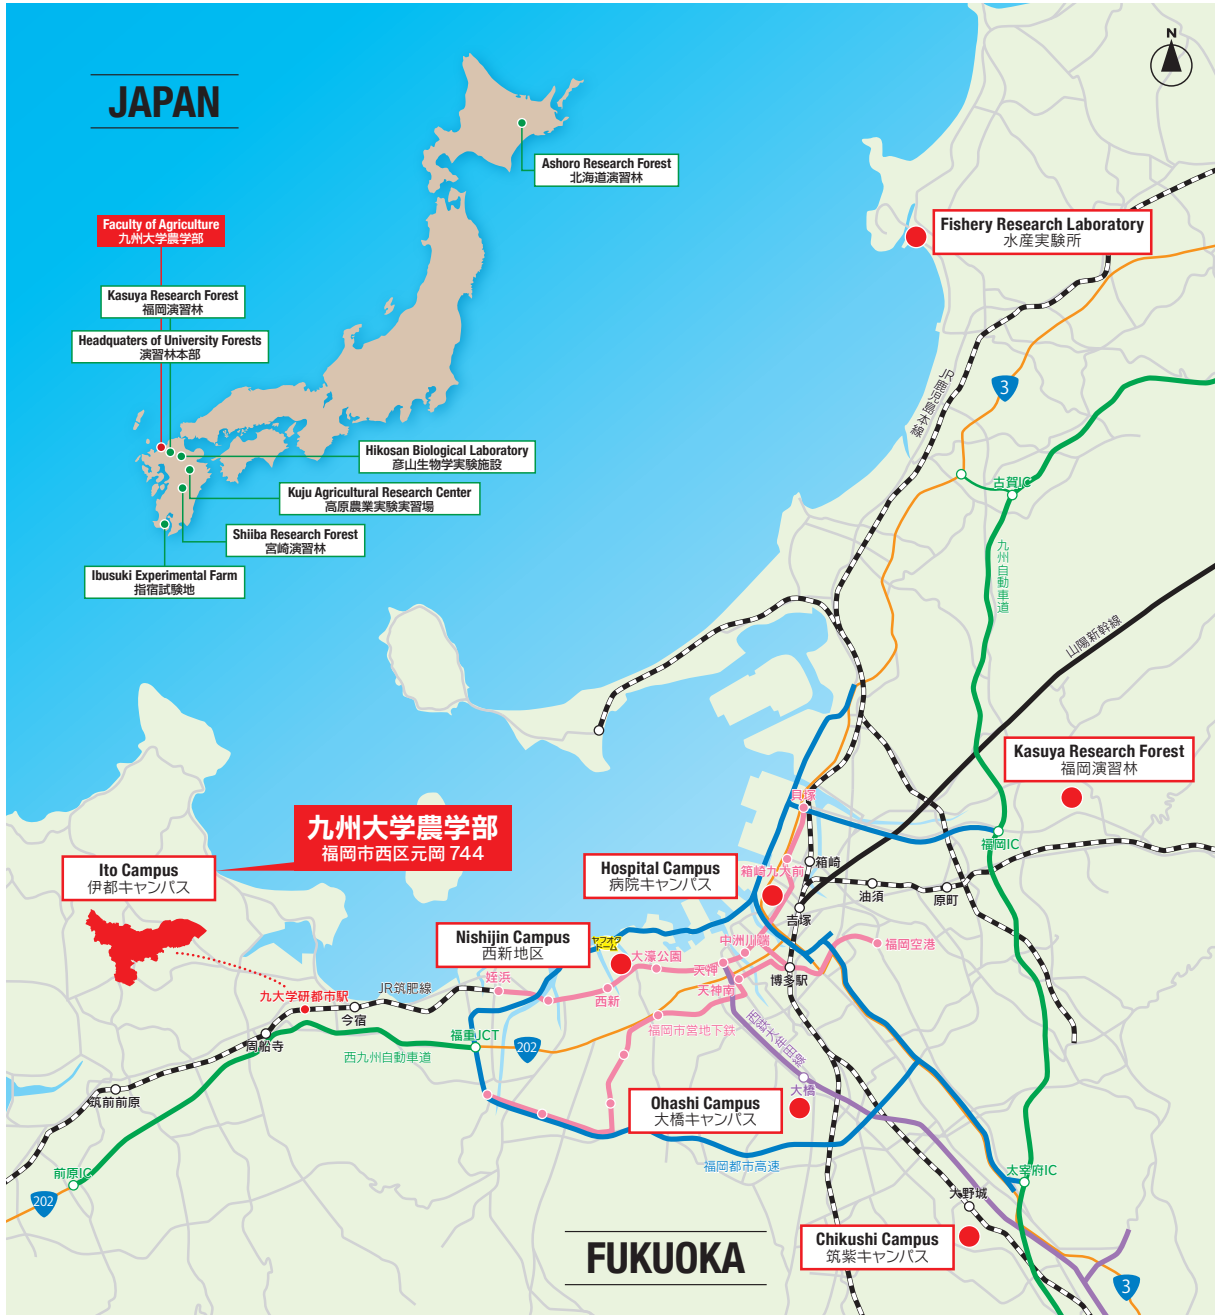 JAPAN
N
Ashoro Research Forest
北海道演習林
Faculty of Agriculture
九州大学農学部
Kasuya Research Forest
福岡演習林
Headquaters of University Forests
演習林本部
Hikosan Biological Laboratory
彦山生物学実験施設
Kuju Agricultural Research Center
高原農業実験実習場
Shiiba Research Forest
宮崎演習林
Ibusuki Experimental Farm
指宿試験地
Fishery Research Laboratory
水産実験所
JR鹿児島本線
3
古賀IC
九州自動車道
山陽新幹線
Kasuya Research Forest
福岡演習林
福岡IC
九州大学農学部
福岡市西区元岡 744
Ito Campus
伊都キャンパス
九大学研都市駅
JR筑肥線
今宿
周船寺
筑前前原
前原IC
202
西九州自動車道
福重JCT
202
Nishijin Campus
西新地区
姪浜
ヤフオク
ドーム
西新
大濠公園
Hospital Campus
病院キャンパス
貝塚
箱崎九大前
箱崎
吉塚
油須
原町
中洲川端
天神
天神南
博多駅
福岡空港
福岡市営地下鉄
西鉄大牟田線
Ohashi Campus
大橋キャンパス
大橋
福岡都市高速
太宰府IC
大野城
Chikushi Campus
筑紫キャンパス
3
FUKUOKA